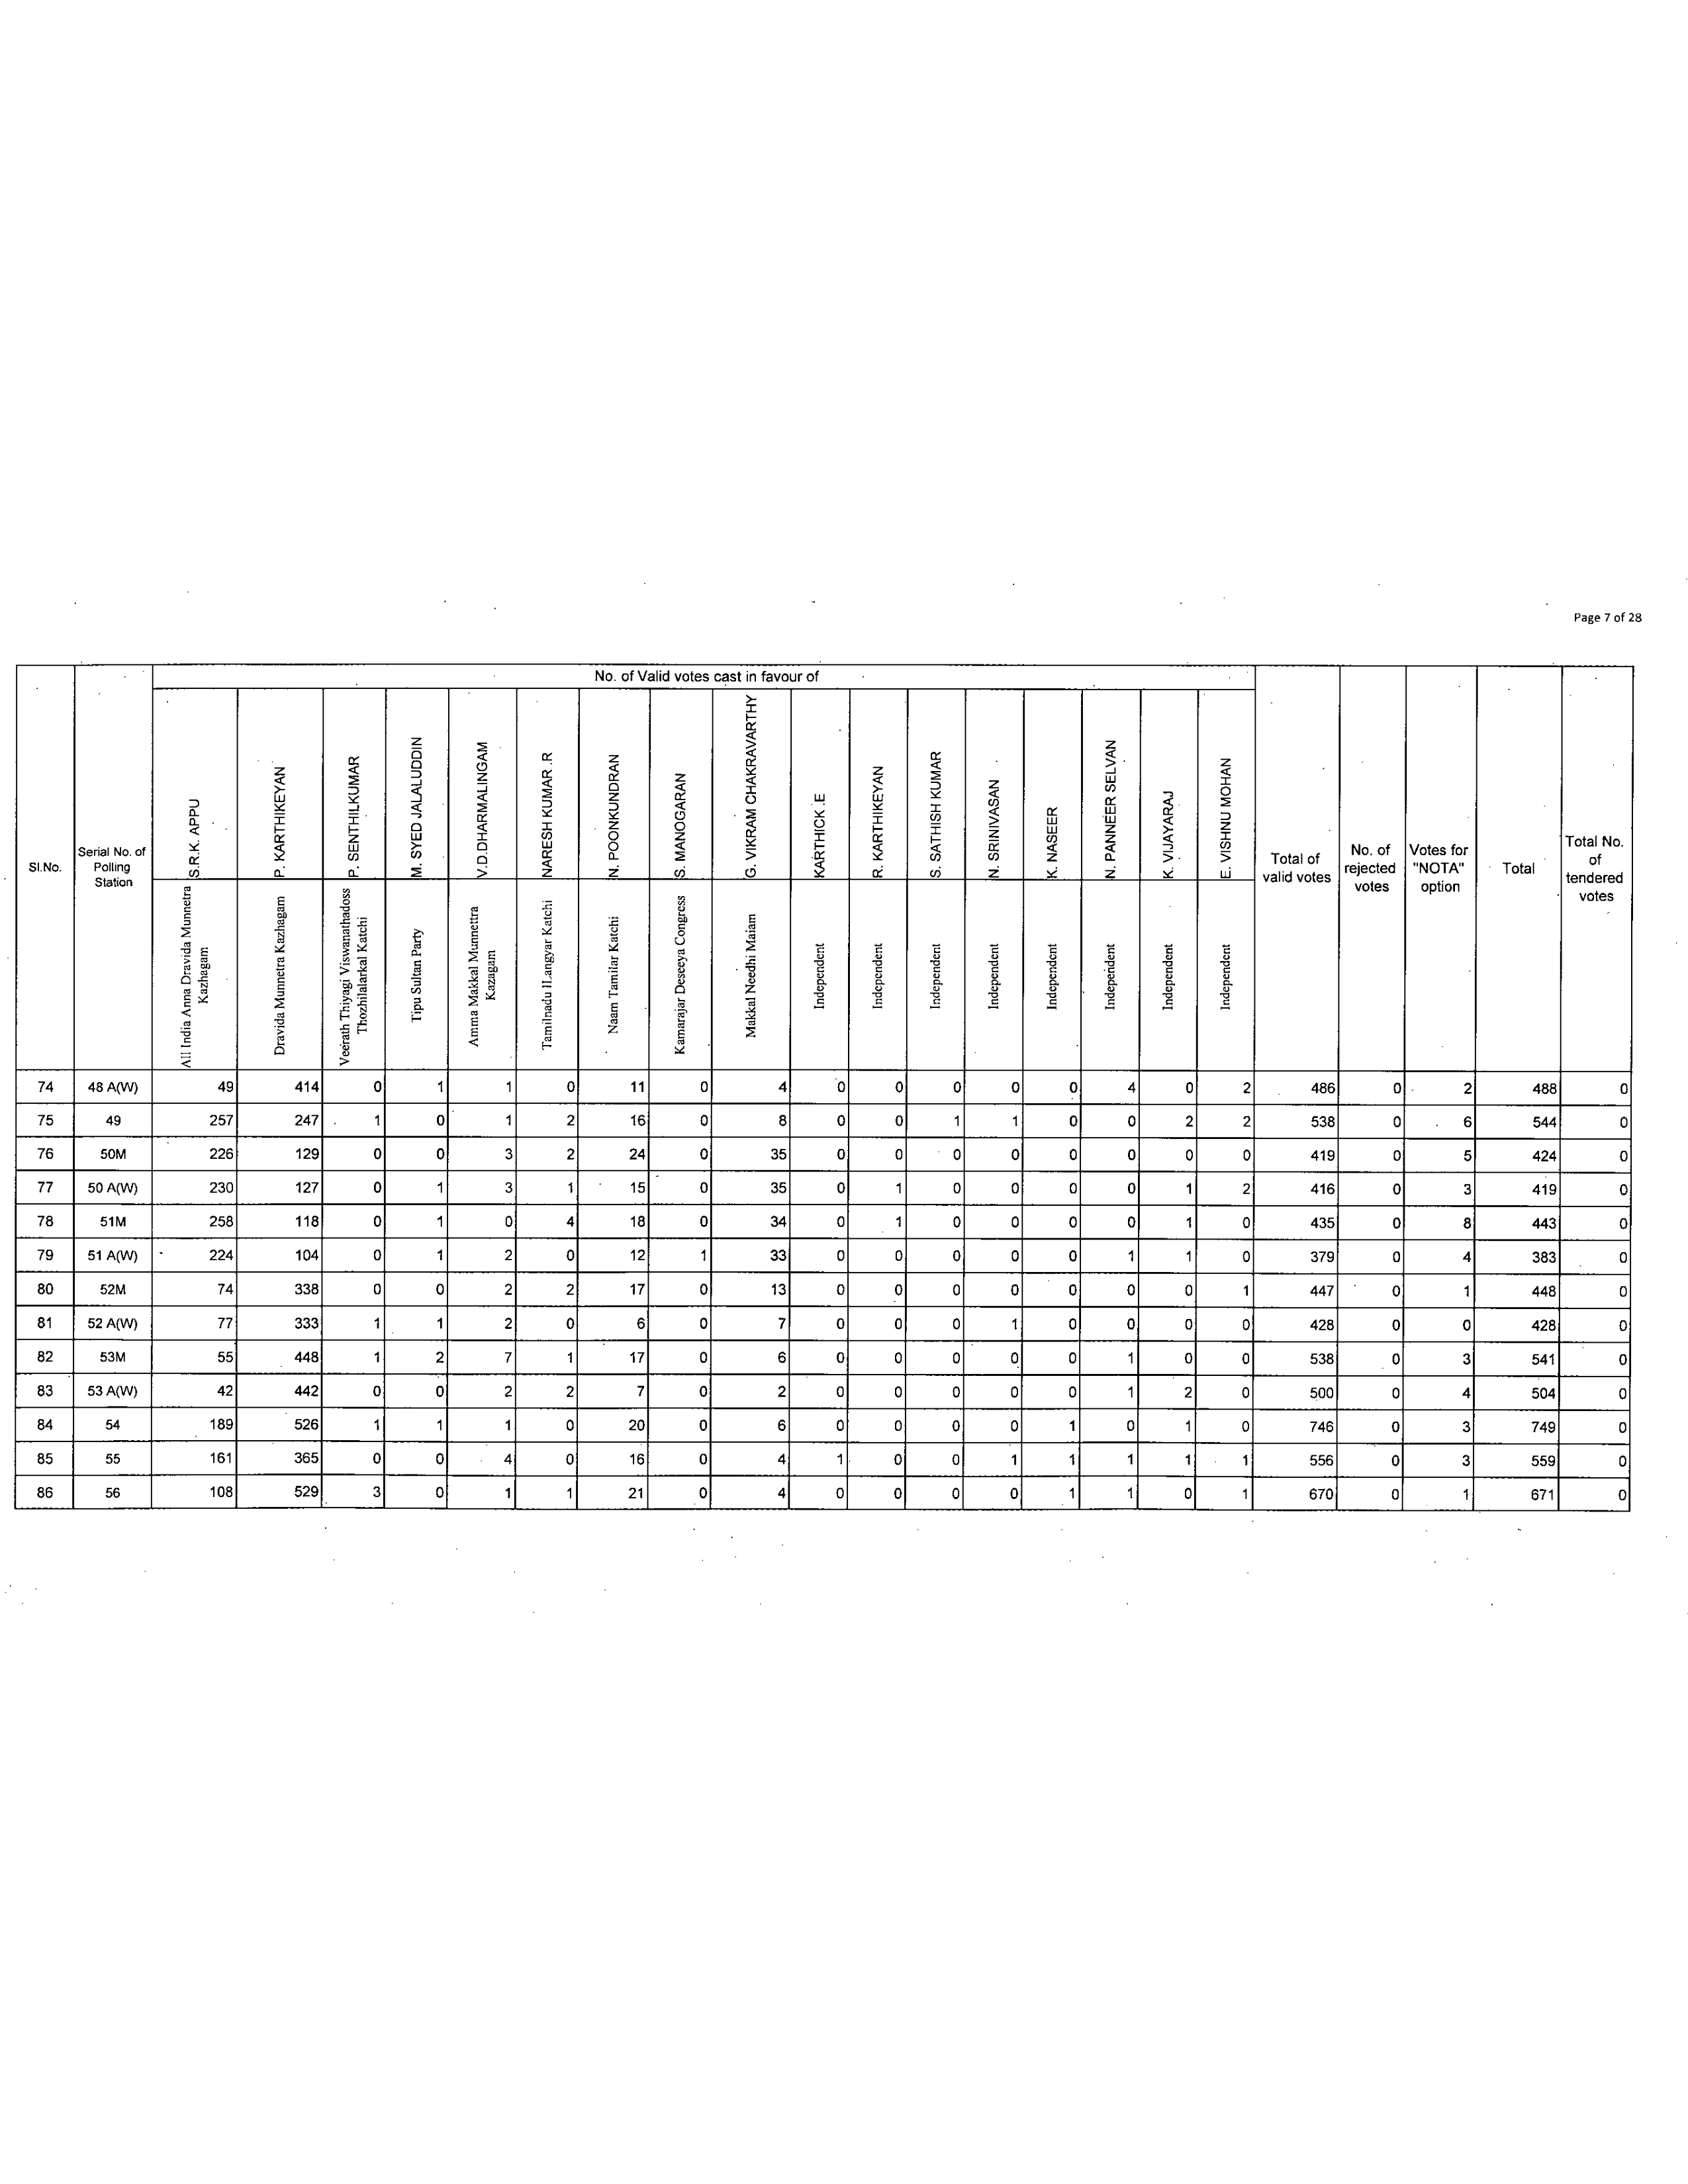 Page 7 of 28
No. of Valid votes cast in favour of
Sl.No.
Serial No. of
Polling
Station
S.R.K. APPU
P. KARTHIKEYAN
P. SENTHILKUMAR
M. SYED JALALUDDIN
V.D.DHARMALINGAM
NARESH KUMAR .R
N. POONKUNDRAN
S. MANOGARAN
G. VIKRAM CHAKRAVARTHY
KARTHICK .E
R. KARTHIKEYAN
S. SATHISH KUMAR
N. SRINIVASAN
K. NASEER
N. PANNEER SELVAN
K. VIJAYARAJ
E. VISHNU MOHAN
Total of
valid votes
No. of
rejected
votes
Votes for
"NOTA"
option
Total
Total No.
of
tendered
votes
All India Anna Dravida Munnetra
Kazhagam
Dravida Munnetra Kazhagam
Veerath Thiyagi Viswanathadoss
Thozhilalarkal Katchi
Tipu Sultan Party
Amma Makkal Munnettra
Kazagam
Tamilnadu ILangyar Katchi
Naam Tamilar Katchi
Kamarajar Deseeya Congress
Makkal Needhi Maiam
Independent
Independent
Independent
Independent
Independent
Independent
Independent
Independent
74 48 A(W) 49 414 0 1 1 0 11 0 4 0 0 0 0 0 4 0 2 486 0 2 488 0
75 49 257 247 1 0 1 2 16 0 8 0 0 1 1 0 0 2 2 538 0 6 544 0
76 50M 226 129 0 0 3 2 24 0 35 0 0 0 0 0 0 0 0 419 0 5 424 0
77 50 A(W) 230 127 0 1 3 1 15 0 35 0 1 0 0 0 0 1 2 416 0 3 419 0
78 51M 258 118 0 1 0 4 18 0 34 0 1 0 0 0 0 1 0 435 0 8 443 0
79 51 A(W) 224 104 0 1 2 0 12 1 33 0 0 0 0 0 1 1 0 379 0 4 383 0
80 52M 74 338 0 0 2 2 17 0 13 0 0 0 0 0 0 0 1 447 0 1 448 0
81 52 A(W) 77 333 1 1 2 0 6 0 7 0 0 0 1 0 0 0 0 428 0 0 428 0
82 53M 55 448 1 2 7 1 17 0 6 0 0 0 0 0 1 0 0 538 0 3 541 0
83 53 A(W) 42 442 0 0 2 2 7 0 2 0 0 0 0 0 1 2 0 500 0 4 504 0
84 54 189 526 1 1 1 0 20 0 6 0 0 0 0 1 0 1 0 746 0 3 749 0
85 55 161 365 0 0 4 0 16 0 4 1 0 0 1 1 1 1 1 556 0 3 559 0
86 56 108 529 3 0 1 1 21 0 4 0 0 0 0 1 1 0 1 670 0 1 671 0